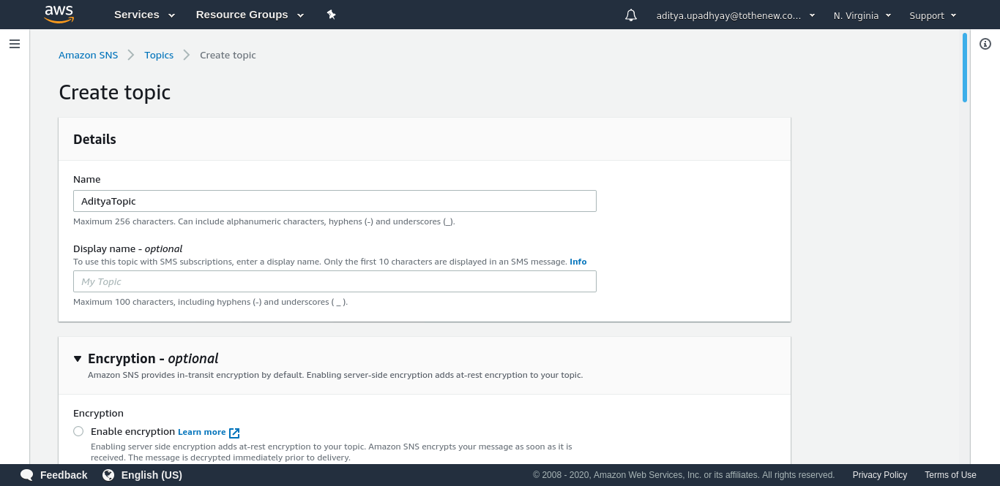 aws Services Resource Groups aditya.upadhyay@tothenew.co... N. Virginia Support
Amazon SNS Topics Create topic
Create topic
Details
Name
AdityaTopic
Maximum 256 characters. Can include alphanumeric characters, hyphens (-) and underscores (_).
Display name - optional
To use this topic with SMS subscriptions, enter a display name. Only the first 10 characters are displayed in an SMS message. Info
My Topic
Maximum 100 characters, including hyphens (-) and underscores ( _ ).
Encryption - optional
Amazon SNS provides in-transit encryption by default. Enabling server-side encryption adds at-rest encryption to your topic.
Encryption
Enable encryption Learn more
Enabling server side encryption adds at-rest encryption to your topic. Amazon SNS encrypts your message as soon as it is
received. The message is decrypted immediately prior to delivery.
Feedback English (US) © 2008 - 2020, Amazon Web Services, Inc. or its affiliates. All rights reserved. Privacy Policy Terms of Use